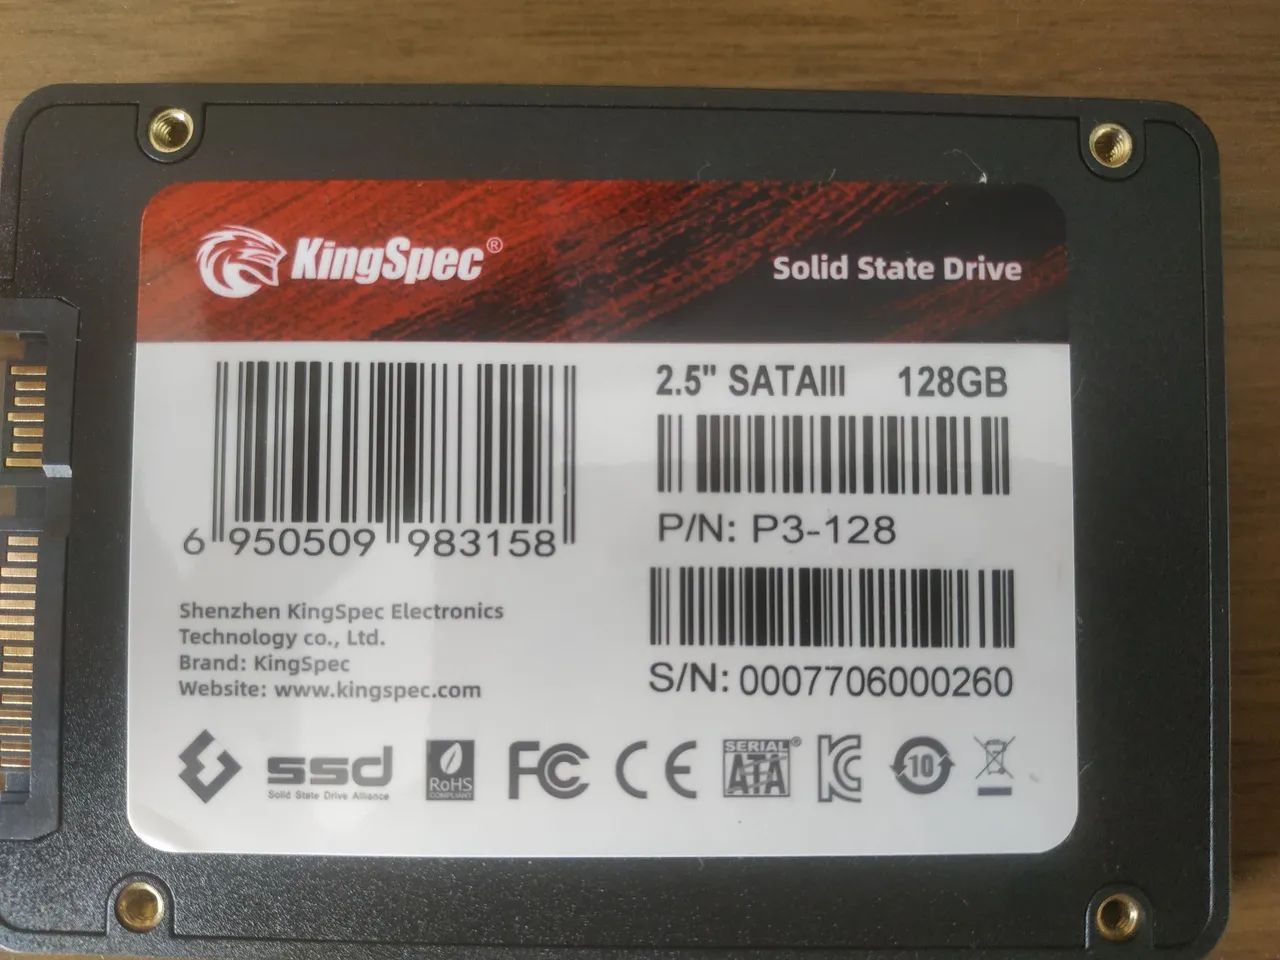 KingSpec®
Solid State Drive
6 950509 983158
2.5" SATAIII 128GB
P/N: P3-128
S/N: 0007706000260
Shenzhen KingSpec Electronics
Technology co., Ltd.
Brand: KingSpec
Website: www.kingspec.com
ssd
Solid State Drive Alliance
RoHS
COMPLIANT
FC
CE
SERIAL®
ATA
KC
10